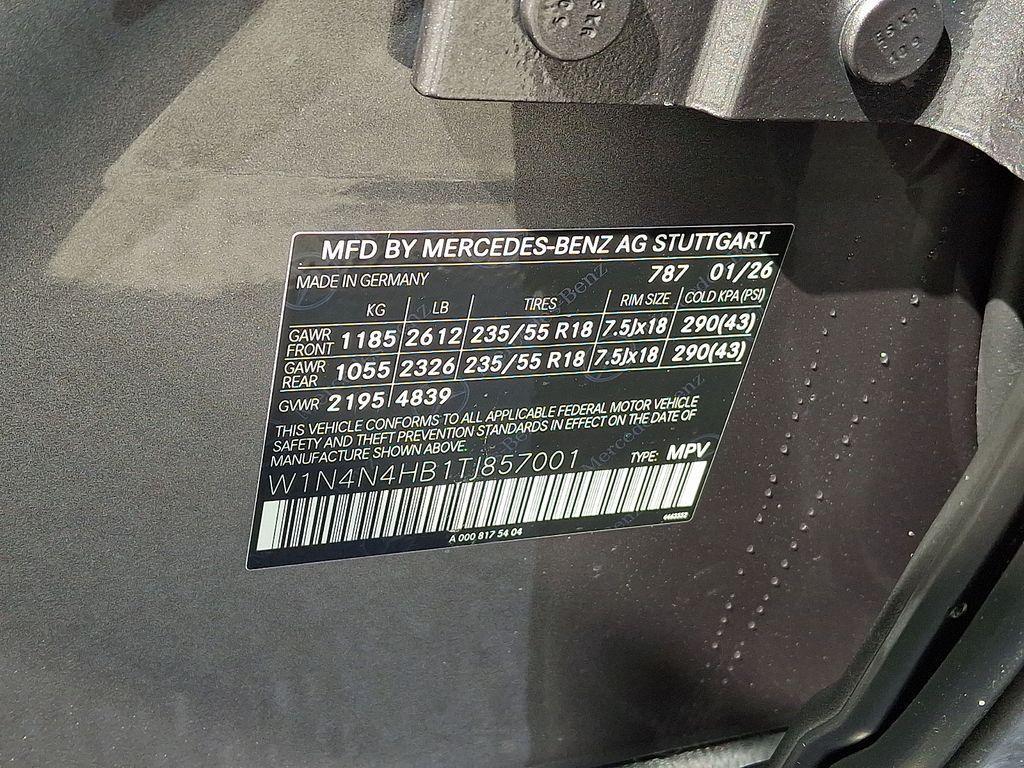 MFD BY MERCEDES-BENZ AG STUTTGART
MADE IN GERMANY 787 01/26
KG LB TIRES RIM SIZE COLD KPA (PSI)
GAWR FRONT 1185 2612 235/55 R18 7.5Jx18 290(43)
GAWR REAR 1055 2326 235/55 R18 7.5Jx18 290(43)
GVWR 2195 4839
THIS VEHICLE CONFORMS TO ALL APPLICABLE FEDERAL MOTOR VEHICLE
SAFETY AND THEFT PREVENTION STANDARDS IN EFFECT ON THE DATE OF
MANUFACTURE SHOWN ABOVE.
W1N4N4HB1TJ857001 TYPE: MPV
A 000 817 54 04